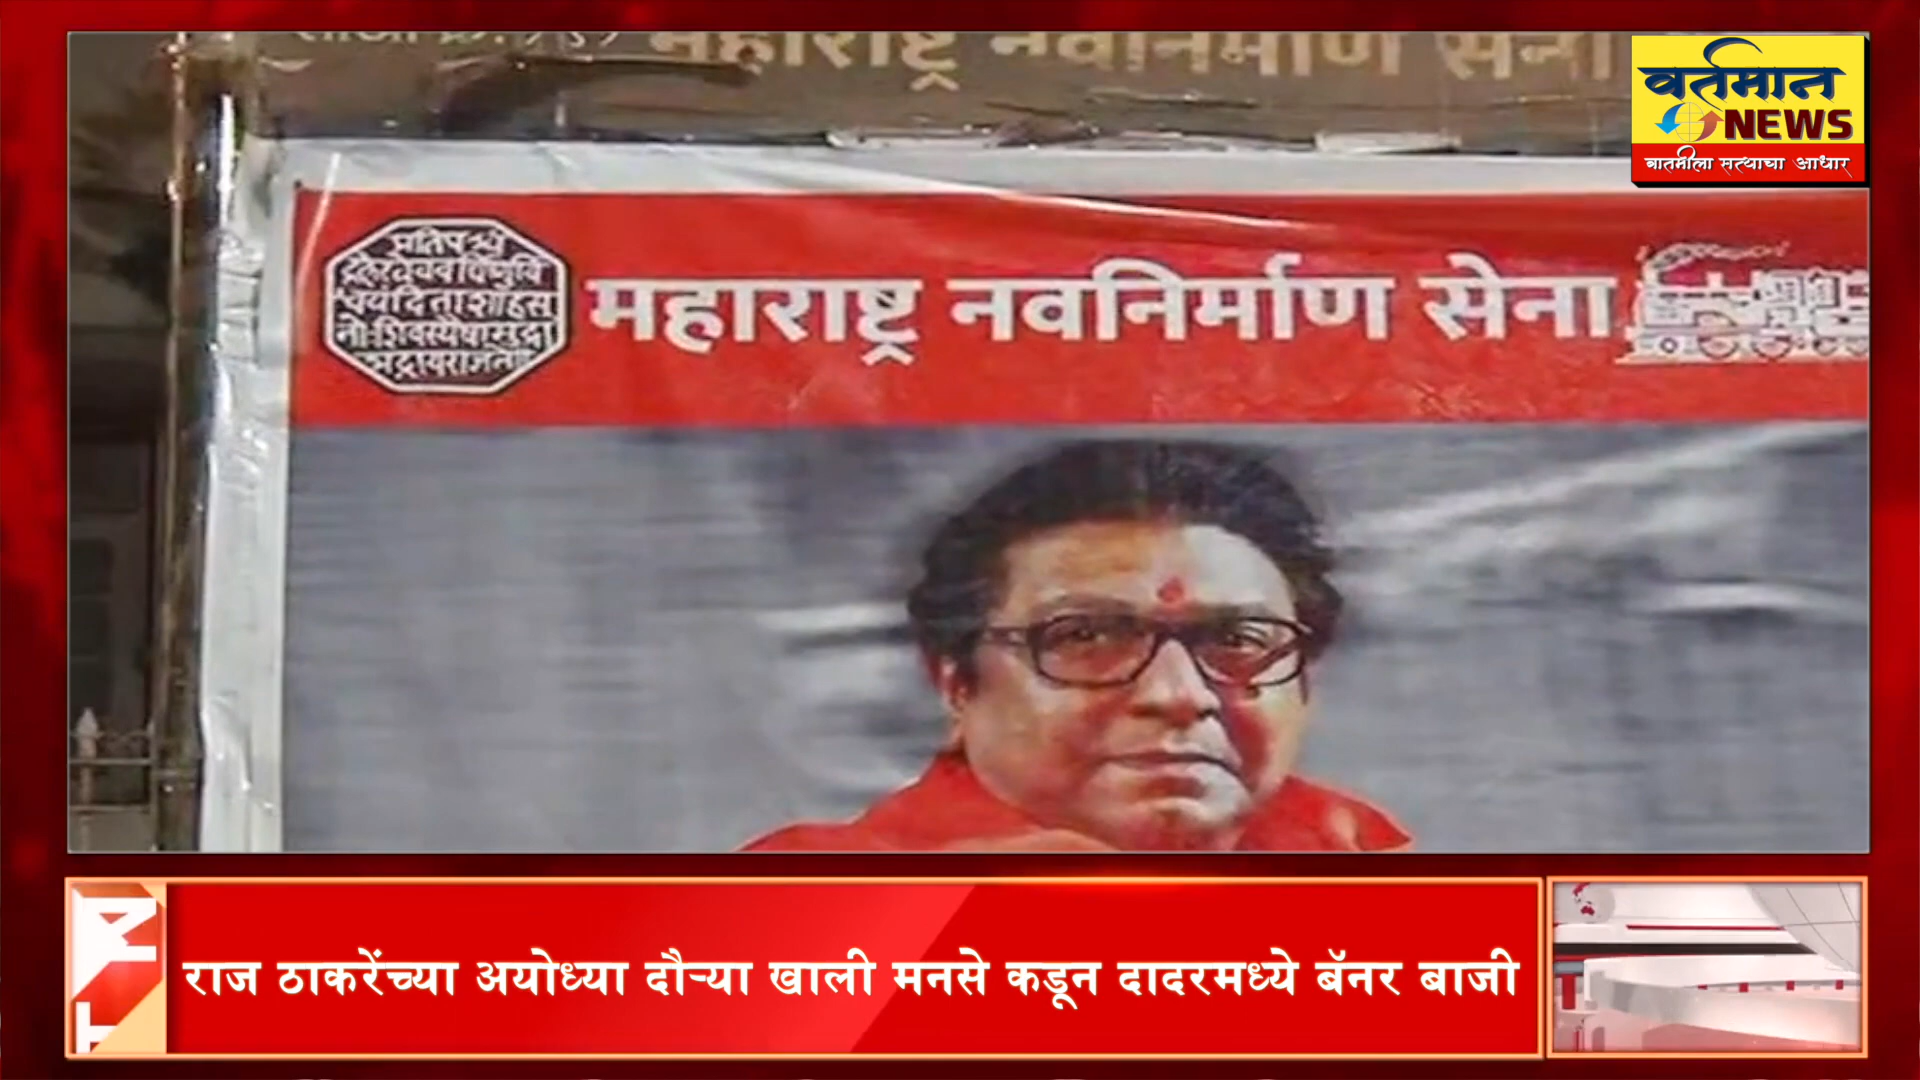 महाराष्ट्र नवनिर्माण सेना
वर्तमान
NEWS
बातमीला सत्याचा आधार
महाराष्ट्र नवनिर्माण सेना
राज ठाकरेंच्या अयोध्या दौऱ्या खाली मनसे कडून दादरमध्ये बॅनर बाजी